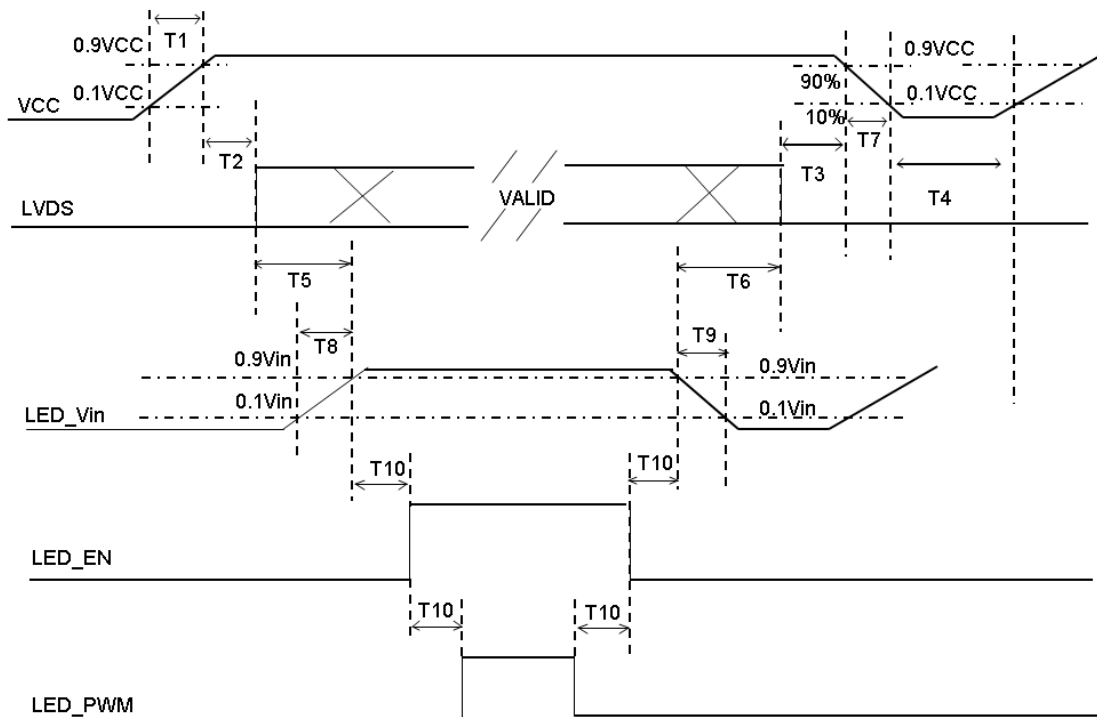 0.9VCC
T1
0.9VCC
0.1VCC
90%
0.1VCC
VCC
10%
T2
T7
T3
T4
LVDS
VALID
T5
T6
T8
T9
0.9Vin
0.9Vin
0.1Vin
0.1Vin
LED_Vin
T10
T10
LED_EN
T10
T10
LED_PWM